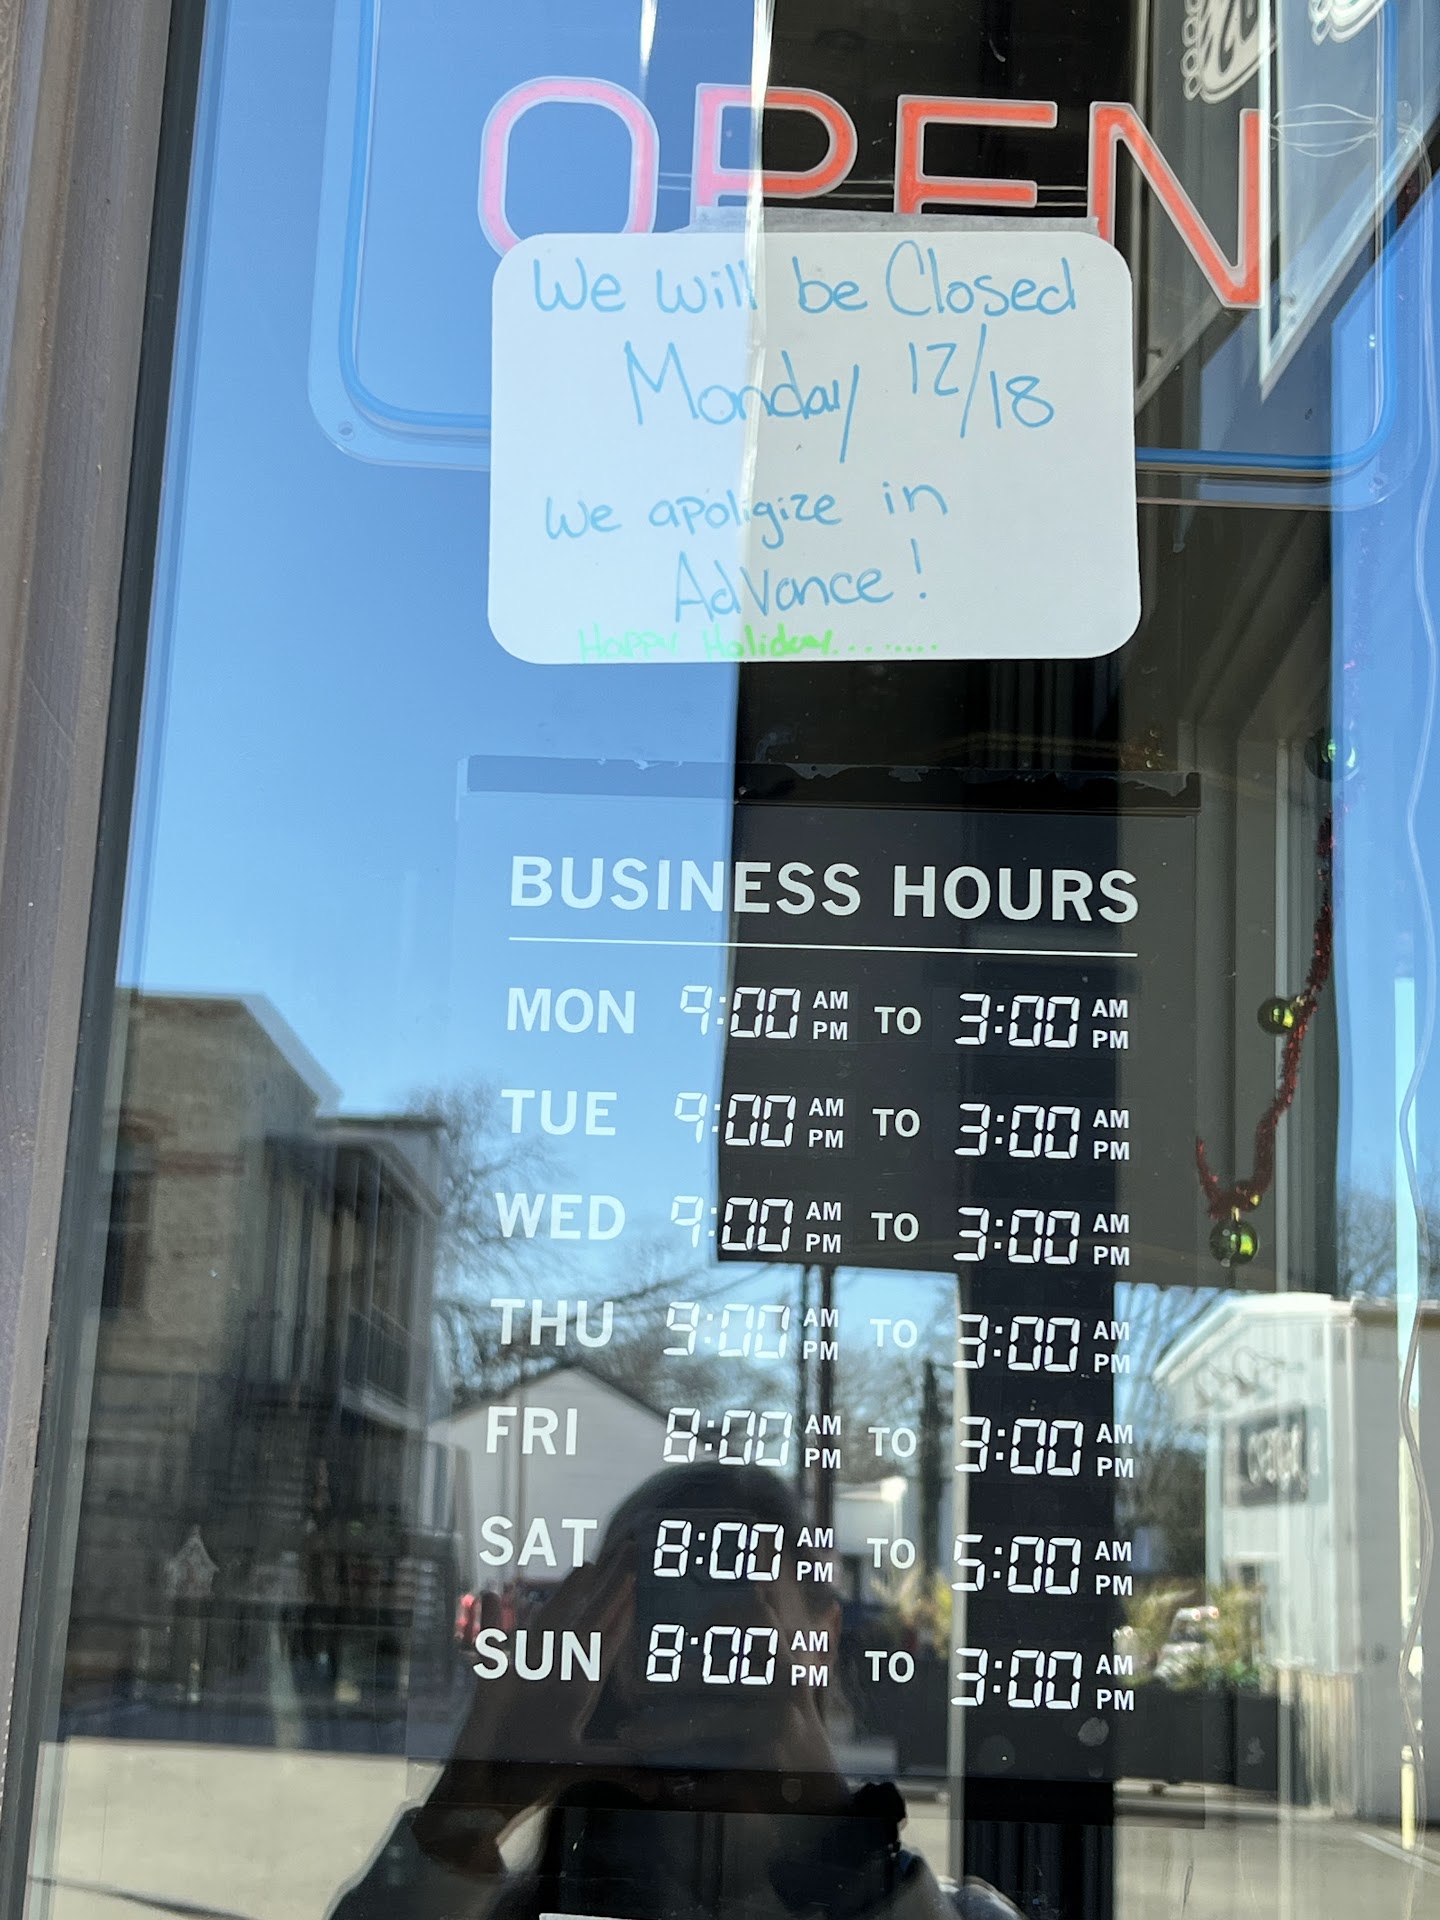 OPEN
We will be Closed
Monday 12/18
We apoligize in
Advance!
Happy Holiday.........
BUSINESS HOURS
MON 9:00 AM PM TO 3:00 AM PM
TUE 9:00 AM PM TO 3:00 AM PM
WED 9:00 AM PM TO 3:00 AM PM
THU 9:00 AM PM TO 3:00 AM PM
FRI 8:00 AM PM TO 3:00 AM PM
SAT 8:00 AM PM TO 5:00 AM PM
SUN 8:00 AM PM TO 3:00 AM PM